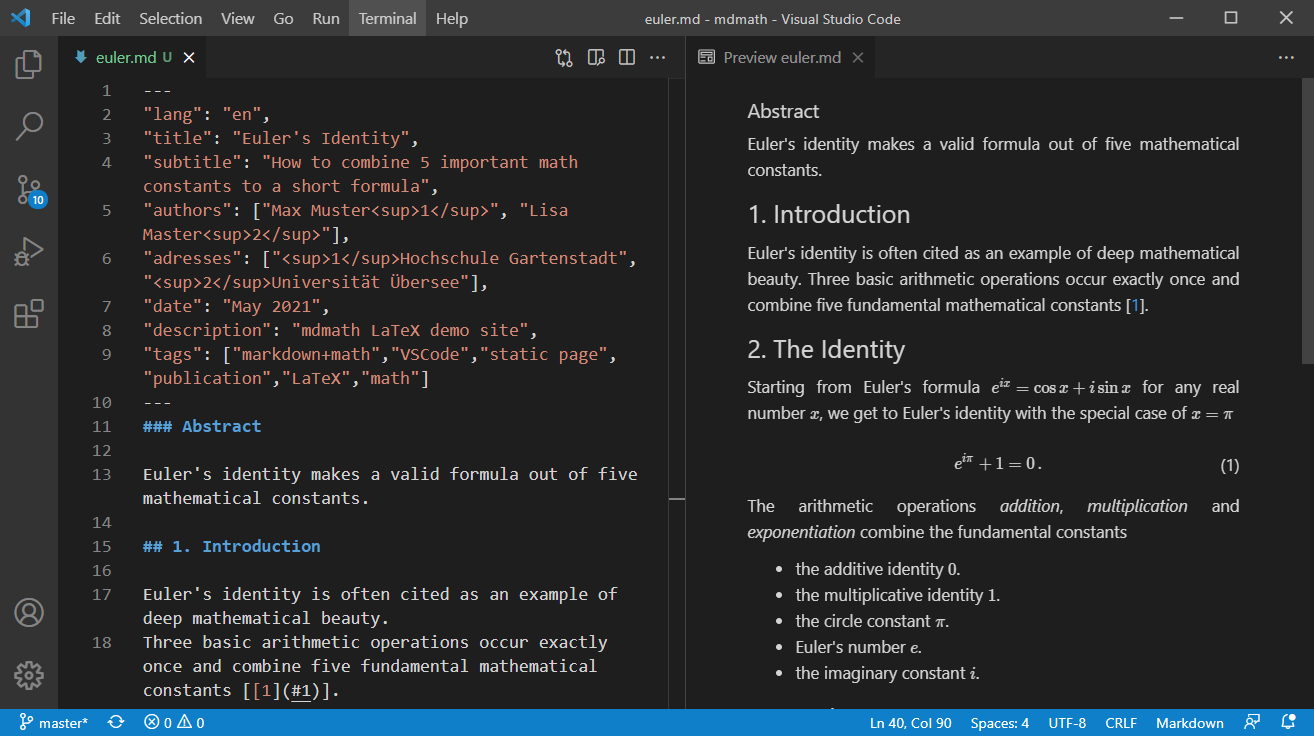 File Edit Selection View Go Run Terminal Help euler.md - mdmath - Visual Studio Code
euler.md U
1 ---
2 "lang": "en",
3 "title": "Euler's Identity",
4 "subtitle": "How to combine 5 important math
constants to a short formula",
5 "authors": ["Max Muster<sup>1</sup>", "Lisa
Master<sup>2</sup>"],
6 "adresses": ["<sup>1</sup>Hochschule Gartenstadt",
"<sup>2</sup>Universität Übersee"],
7 "date": "May 2021",
8 "description": "mdmath LaTeX demo site",
9 "tags": ["markdown+math","VSCode","static page",
"publication","LaTeX","math"]
10 ---
11 ### Abstract
12
13 Euler's identity makes a valid formula out of five
mathematical constants.
14
15 ## 1. Introduction
16
17 Euler's identity is often cited as an example of
deep mathematical beauty.
18 Three basic arithmetic operations occur exactly
once and combine five fundamental mathematical
constants [[1](#1)].
10
Preview euler.md
Abstract
Euler's identity makes a valid formula out of five mathematical
constants.
1. Introduction
Euler's identity is often cited as an example of deep mathematical
beauty. Three basic arithmetic operations occur exactly once and
combine five fundamental mathematical constants [1].
2. The Identity
Starting from Euler's formula e^{ix} = cos x + i sin x for any real
number x, we get to Euler's identity with the special case of x = π
e^{iπ} + 1 = 0 . (1)
The arithmetic operations addition, multiplication and
exponentiation combine the fundamental constants
• the additive identity 0.
• the multiplicative identity 1.
• the circle constant π.
• Euler's number e.
• the imaginary constant i.
master* 0 0 Ln 40, Col 90 Spaces: 4 UTF-8 CRLF Markdown